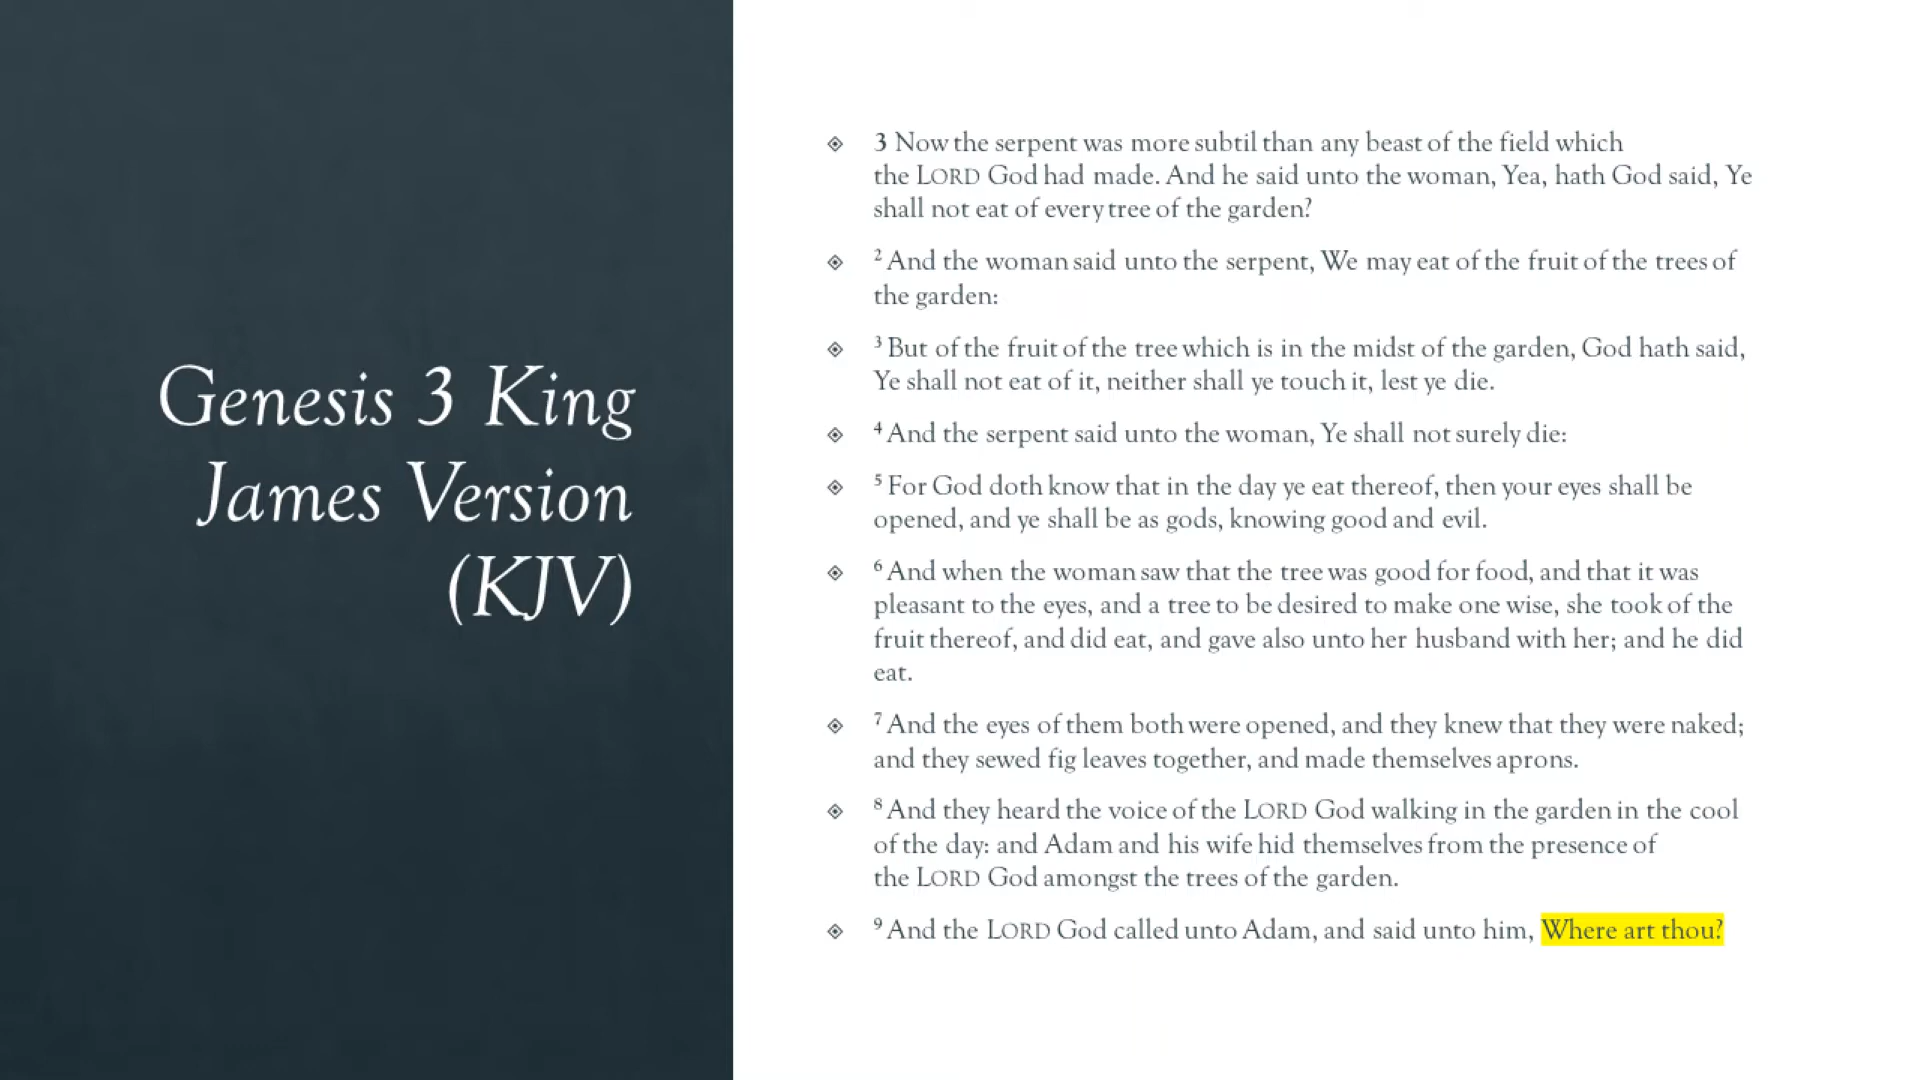 Genesis 3 King
James Version
(KJV)
3 Now the serpent was more subtil than any beast of the field which
the LORD God had made. And he said unto the woman, Yea, hath God said, Ye
shall not eat of every tree of the garden?
2 And the woman said unto the serpent, We may eat of the fruit of the trees of
the garden:
3 But of the fruit of the tree which is in the midst of the garden, God hath said,
Ye shall not eat of it, neither shall ye touch it, lest ye die.
4 And the serpent said unto the woman, Ye shall not surely die:
5 For God doth know that in the day ye eat thereof, then your eyes shall be
opened, and ye shall be as gods, knowing good and evil.
6 And when the woman saw that the tree was good for food, and that it was
pleasant to the eyes, and a tree to be desired to make one wise, she took of the
fruit thereof, and did eat, and gave also unto her husband with her; and he did
eat.
7 And the eyes of them both were opened, and they knew that they were naked;
and they sewed fig leaves together, and made themselves aprons.
8 And they heard the voice of the LORD God walking in the garden in the cool
of the day: and Adam and his wife hid themselves from the presence of
the LORD God amongst the trees of the garden.
9 And the LORD God called unto Adam, and said unto him, Where art thou?